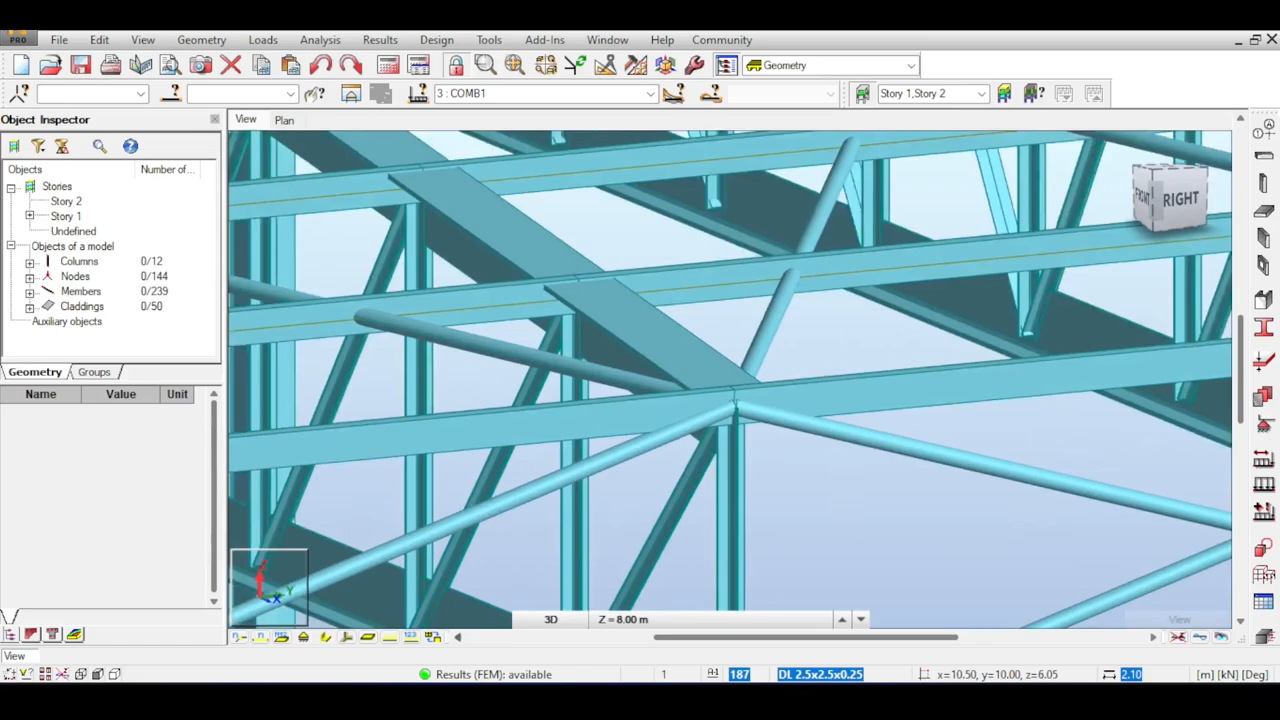 PRO File Edit View Geometry Loads Analysis Results Design Tools Add-Ins Window Help Community
Geometry
3 : COMB1 Story 1,Story 2
Object Inspector
View Plan
Objects Number of...
Stories
Story 2
Story 1
Undefined
Objects of a model
Columns 0/12
Nodes 0/144
Members 0/239
Claddings 0/50
Auxiliary objects
Geometry Groups
Name Value Unit
FRONT RIGHT
Z Y X
3D Z = 8.00 m
View
View
Results (FEM): available 1 187 DL 2.5x2.5x0.25 x=10.50, y=10.00, z=6.05 2.10 [m] [kN] [Deg]